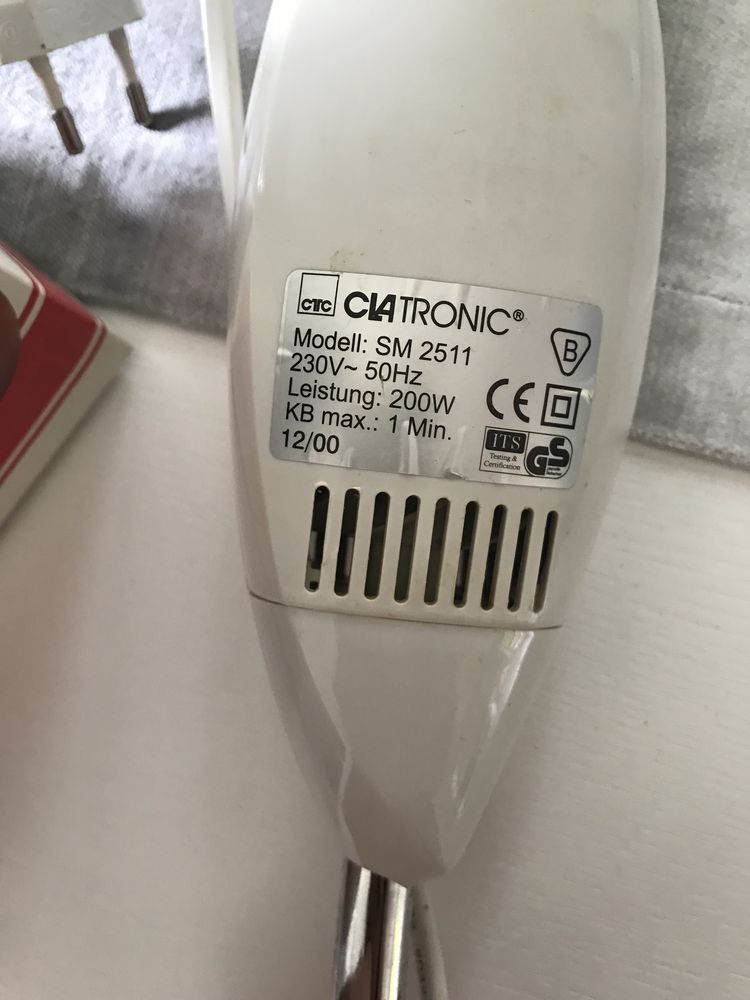 CTC CLATRONIC®
Modell: SM 2511
B
230V~ 50Hz
Leistung: 200W
CE
KB max.: 1 Min.
12/00
ITS
Testing &
Certification
GS